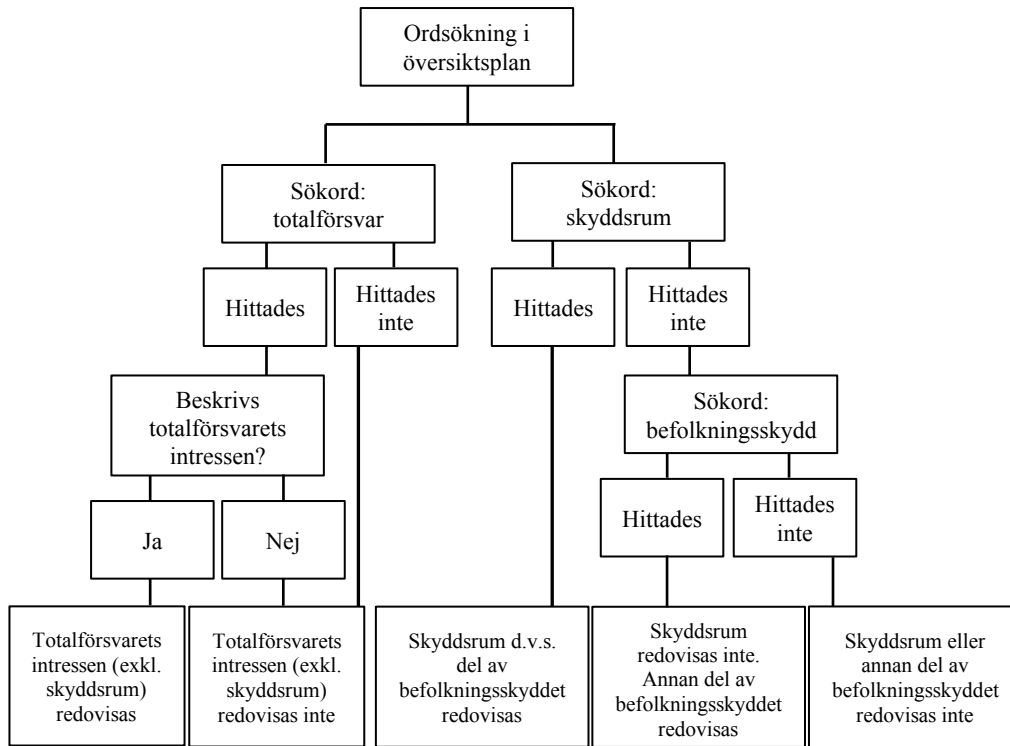 Ordsökning i
översiktsplan
Sökord:
totalförsvar
Sökord:
skyddsrum
Hittades
Hittades
inte
Hittades
Hittades
inte
Beskrivs
totalförsvarets
intressen?
Sökord:
befolkningsskydd
Ja
Nej
Hittades
Hittades
inte
Totalförsvarets
intressen (exkl.
skyddsrum)
redovisas
Totalförsvarets
intressen (exkl.
skyddsrum)
redovisas inte
Skyddsrum d.v.s.
del av
befolkningsskyddet
redovisas
Skyddsrum
redovisas inte.
Annan del av
befolkningsskyddet
redovisas
Skyddsrum eller
annan del av
befolkningsskyddet
redovisas inte